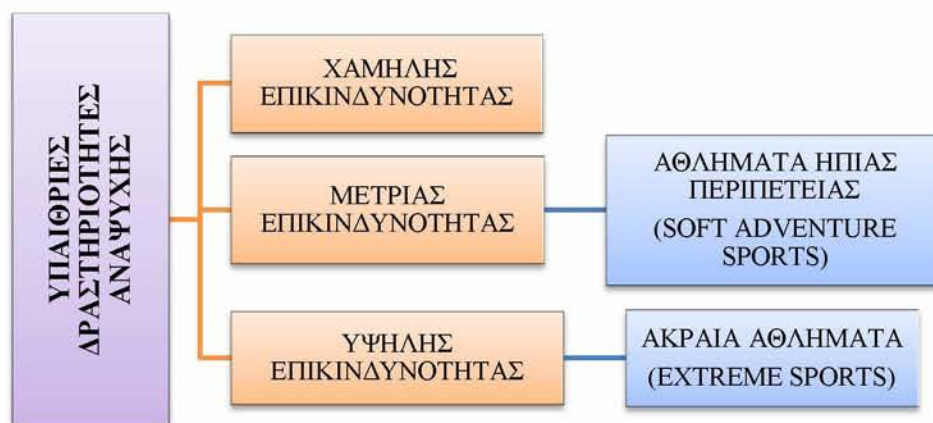 ΥΠΑΙΘΡΙΕΣ
ΔΡΑΣΤΗΡΙΟΤΗΤΕΣ
ΑΝΑΨΥΧΗΣ
ΧΑΜΗΛΗΣ
ΕΠΙΚΙΝΔΥΝΟΤΗΤΑΣ
ΜΕΤΡΙΑΣ
ΕΠΙΚΙΝΔΥΝΟΤΗΤΑΣ
ΑΘΛΗΜΑΤΑ ΗΠΙΑΣ
ΠΕΡΙΠΕΤΕΙΑΣ
(SOFT ADVENTURE
SPORTS)
ΥΨΗΛΗΣ
ΕΠΙΚΙΝΔΥΝΟΤΗΤΑΣ
ΑΚΡΑΙΑ ΑΘΛΗΜΑΤΑ
(EXTREME SPORTS)